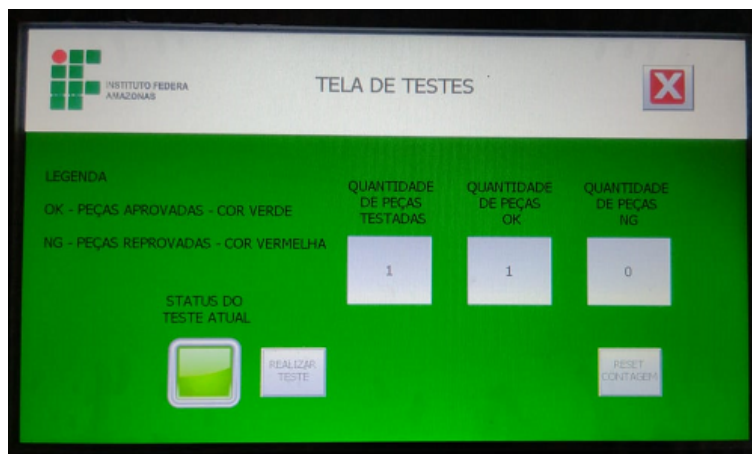 INSTITUTO FEDERA
AMAZONAS
TELA DE TESTES
X
LEGENDA
OK - PEÇAS APROVADAS - COR VERDE
NG - PEÇAS REPROVADAS - COR VERMELHA
QUANTIDADE
DE PEÇAS
TESTADAS
1
QUANTIDADE
DE PEÇAS
OK
1
QUANTIDADE
DE PEÇAS
NG
0
STATUS DO
TESTE ATUAL
REALIZAR
TESTE
RESET
CONTAGEM